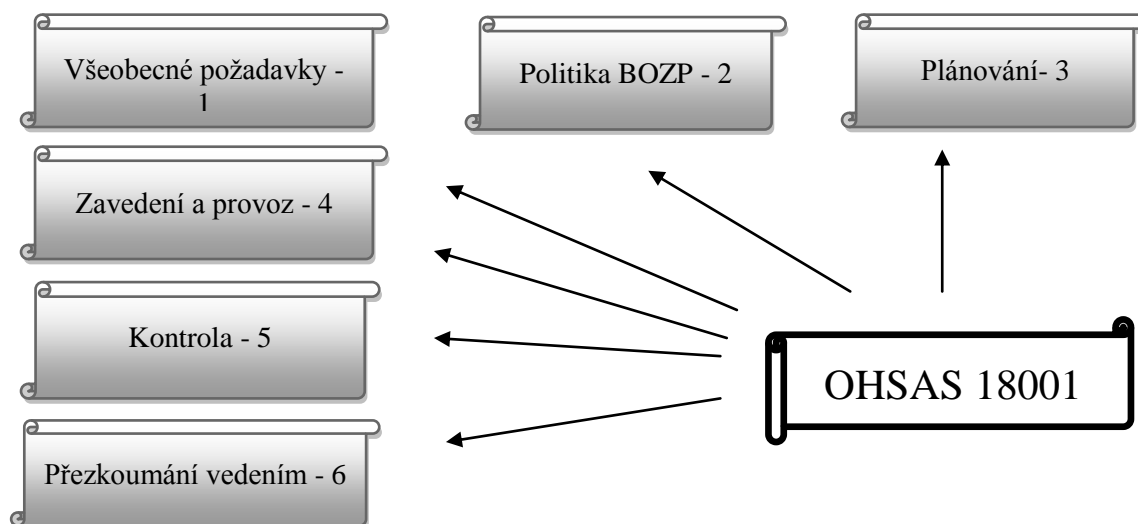 Všeobecné požadavky -
1
Politika BOZP - 2
Plánování- 3
Zavedení a provoz - 4
Kontrola - 5
OHSAS 18001
Přezkoumání vedením - 6